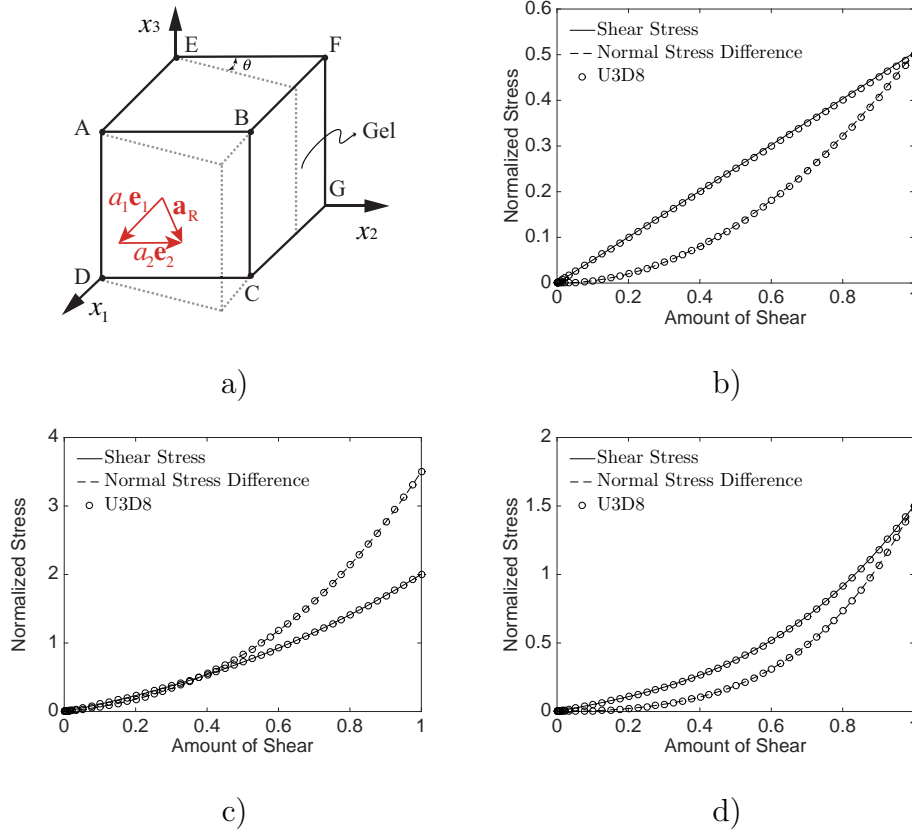 x3
E
F
θ
A
B
Gel
a1e1
aR
a2e2
G
x2
D
C
x1
a)
Shear Stress
Normal Stress Difference
U3D8
Normalized Stress
0.6
0.5
0.4
0.3
0.2
0.1
0
0 0.2 0.4 0.6 0.8 1
Amount of Shear
b)
Shear Stress
Normal Stress Difference
U3D8
Normalized Stress
4
3
2
1
0
0 0.2 0.4 0.6 0.8 1
Amount of Shear
c)
Shear Stress
Normal Stress Difference
U3D8
Normalized Stress
2
1.5
1
0.5
0
0 0.2 0.4 0.6 0.8 1
Amount of Shear
d)